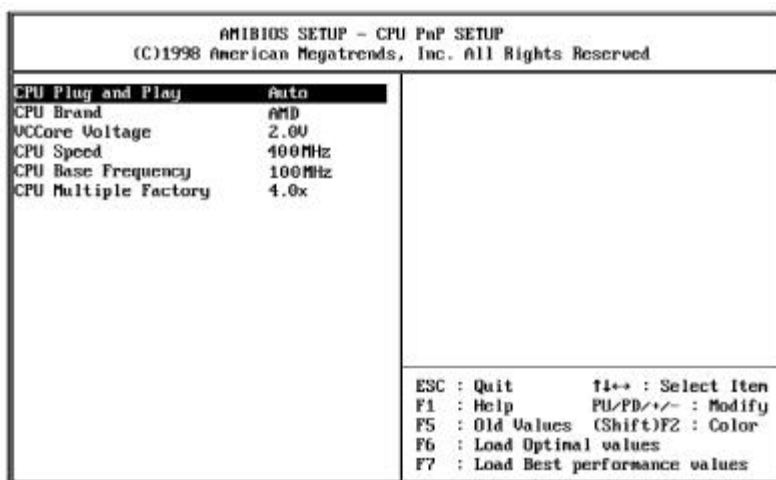 AMIBIOS SETUP - CPU PnP SETUP
(C)1998 American Megatrends, Inc. All Rights Reserved
CPU Plug and Play Auto
CPU Brand AMD
VCCore Voltage 2.0V
CPU Speed 400MHz
CPU Base Frequency 100MHz
CPU Multiple Factory 4.0x
ESC : Quit ↑↓←→ : Select Item
F1 : Help PU/PD/+/- : Modify
F5 : Old Values (Shift)F2 : Color
F6 : Load Optimal values
F7 : Load Best performance values